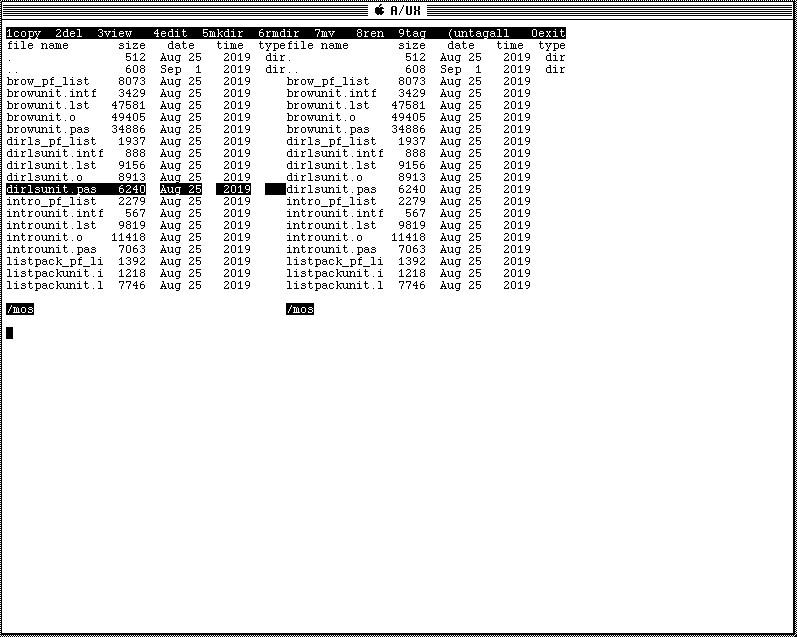 A/UX
1copy  2del  3view   4edit  5mkdir  6rmdir  7mv   8ren  9tag   (untagall   0exit
file name       size   date   time  typefile name       size   date   time  type
.                512  Aug 25   2019  dir.                512  Aug 25   2019  dir
..               608  Sep  1   2019  dir..               608  Sep  1   2019  dir
brow_pf_list    8073  Aug 25   2019     brow_pf_list    8073  Aug 25   2019
browunit.intf   3429  Aug 25   2019     browunit.intf   3429  Aug 25   2019
browunit.lst   47581  Aug 25   2019     browunit.lst   47581  Aug 25   2019
browunit.o     49405  Aug 25   2019     browunit.o     49405  Aug 25   2019
browunit.pas   34886  Aug 25   2019     browunit.pas   34886  Aug 25   2019
dirls_pf_list   1937  Aug 25   2019     dirls_pf_list   1937  Aug 25   2019
dirlsunit.intf   888  Aug 25   2019     dirlsunit.intf   888  Aug 25   2019
dirlsunit.lst   9156  Aug 25   2019     dirlsunit.lst   9156  Aug 25   2019
dirlsunit.o     8913  Aug 25   2019     dirlsunit.o     8913  Aug 25   2019
dirlsunit.pas   6240  Aug 25   2019     dirlsunit.pas   6240  Aug 25   2019
intro_pf_list   2279  Aug 25   2019     intro_pf_list   2279  Aug 25   2019
introunit.intf   567  Aug 25   2019     introunit.intf   567  Aug 25   2019
introunit.lst   9819  Aug 25   2019     introunit.lst   9819  Aug 25   2019
introunit.o    11418  Aug 25   2019     introunit.o    11418  Aug 25   2019
introunit.pas   7063  Aug 25   2019     introunit.pas   7063  Aug 25   2019
listpack_pf_li  1392  Aug 25   2019     listpack_pf_li  1392  Aug 25   2019
listpackunit.i  1218  Aug 25   2019     listpackunit.i  1218  Aug 25   2019
listpackunit.l  7746  Aug 25   2019     listpackunit.l  7746  Aug 25   2019
/mos                                    /mos